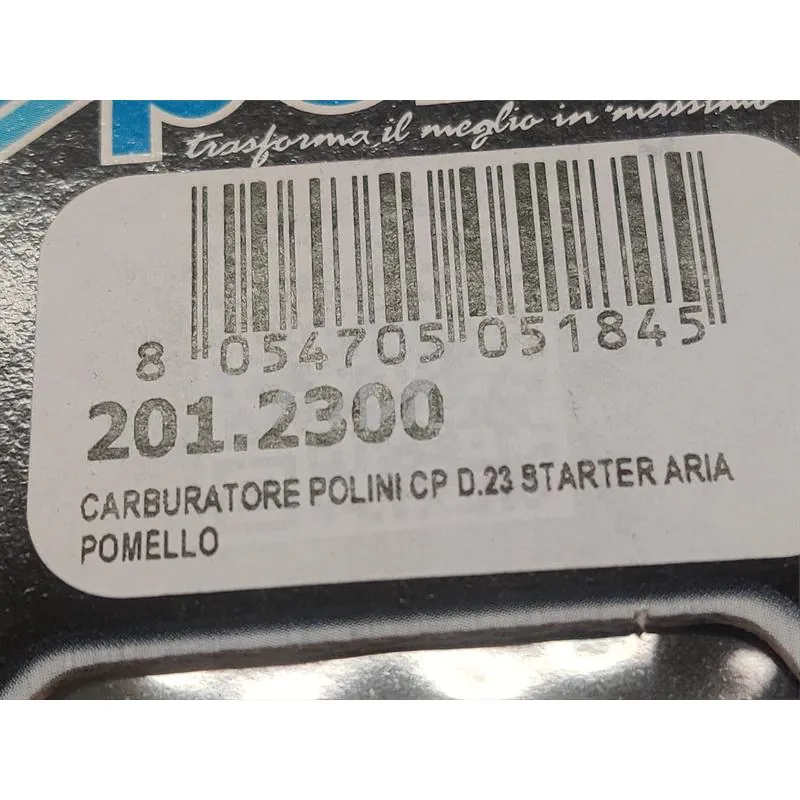 trasforma il meglio in massimo
8 054705 051845
201.2300
CARBURATORE POLINI CP D.23 STARTER ARIA
POMELLO